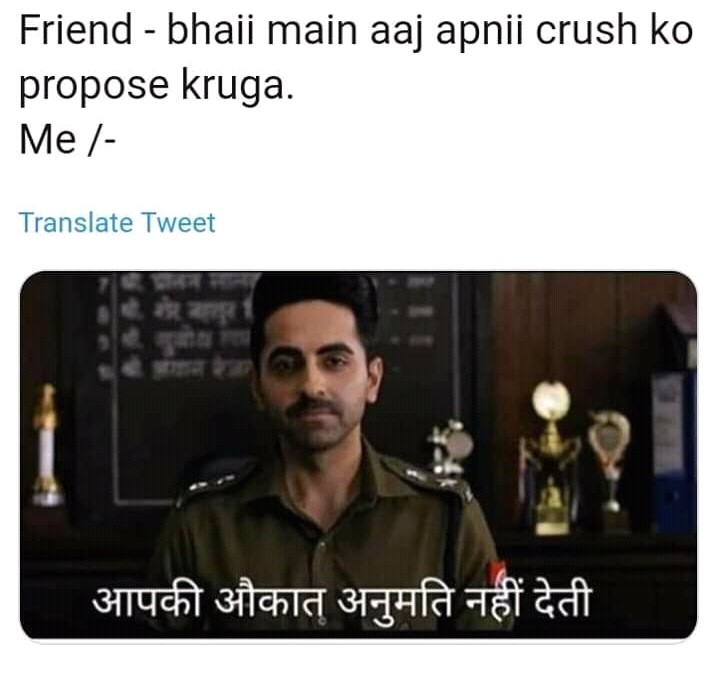 Friend - bhaii main aaj apnii crush ko
propose kruga.
Me /-
Translate Tweet
आपकी औकात अनुमति नहीं देती